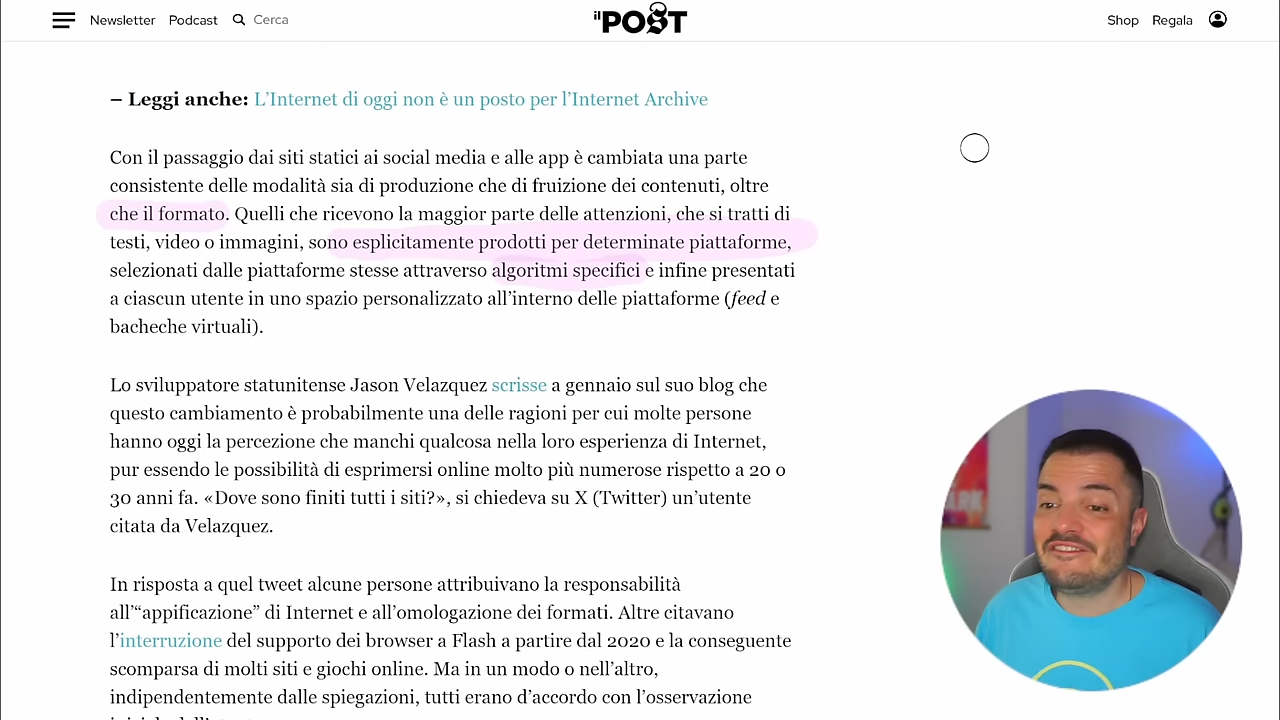 Newsletter Podcast Cerca
il POST
Shop Regala
– Leggi anche: L’Internet di oggi non è un posto per l’Internet Archive
Con il passaggio dai siti statici ai social media e alle app è cambiata una parte
consistente delle modalità sia di produzione che di fruizione dei contenuti, oltre
che il formato. Quelli che ricevono la maggior parte delle attenzioni, che si tratti di
testi, video o immagini, sono esplicitamente prodotti per determinate piattaforme,
selezionati dalle piattaforme stesse attraverso algoritmi specifici e infine presentati
a ciascun utente in uno spazio personalizzato all’interno delle piattaforme (feed e
bacheche virtuali).
Lo sviluppatore statunitense Jason Velazquez scrisse a gennaio sul suo blog che
questo cambiamento è probabilmente una delle ragioni per cui molte persone
hanno oggi la percezione che manchi qualcosa nella loro esperienza di Internet,
pur essendo le possibilità di esprimersi online molto più numerose rispetto a 20 o
30 anni fa. «Dove sono finiti tutti i siti?», si chiedeva su X (Twitter) un’utente
citata da Velazquez.
In risposta a quel tweet alcune persone attribuivano la responsabilità
all’“appificazione” di Internet e all’omologazione dei formati. Altre citavano
l’interruzione del supporto dei browser a Flash a partire dal 2020 e la conseguente
scomparsa di molti siti e giochi online. Ma in un modo o nell’altro,
indipendentemente dalle spiegazioni, tutti erano d’accordo con l’osservazione